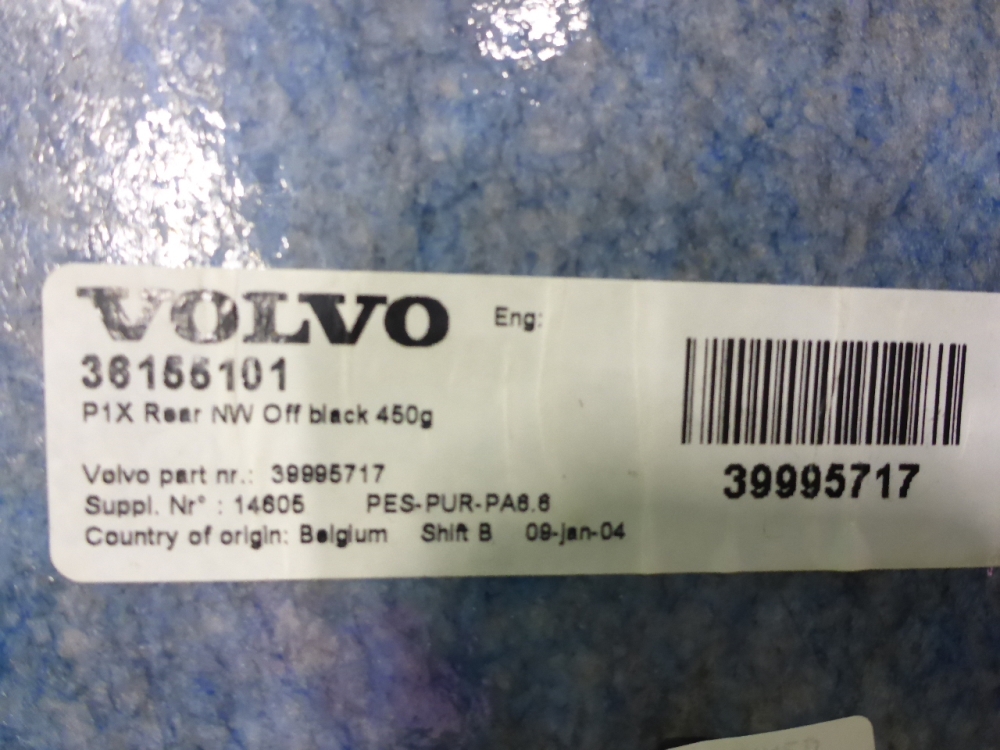 VOLVO Eng:
36155101
P1X Rear NW Off black 450g
Volvo part nr.: 39995717
Suppl. Nr° : 14605 PES-PUR-PA6.6
Country of origin: Belgium Shift B 09-jan-04
39995717